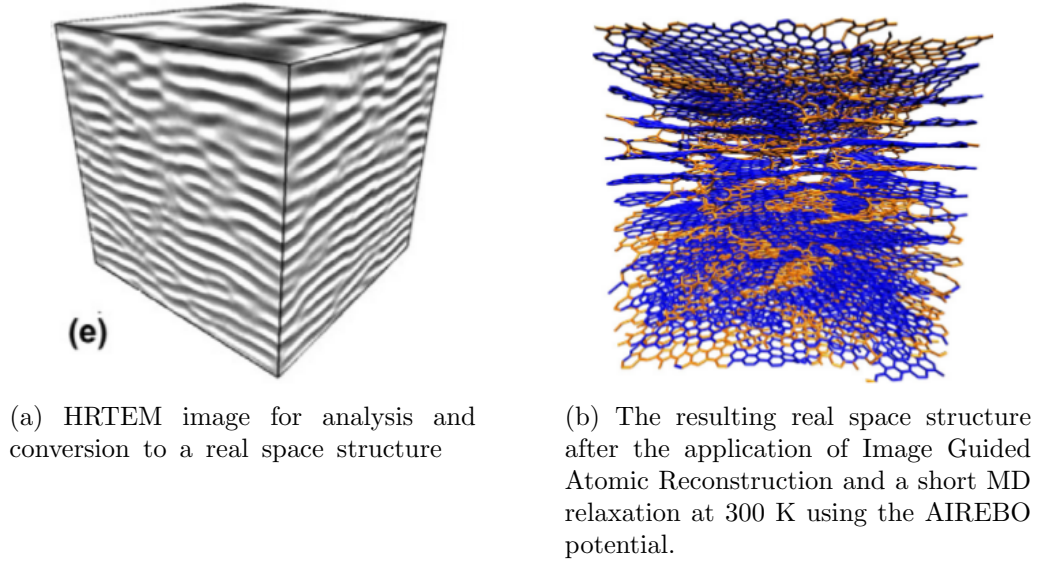 (e)
(a) HRTEM image for analysis and
conversion to a real space structure
(b) The resulting real space structure
after the application of Image Guided
Atomic Reconstruction and a short MD
relaxation at 300 K using the AIREBO
potential.